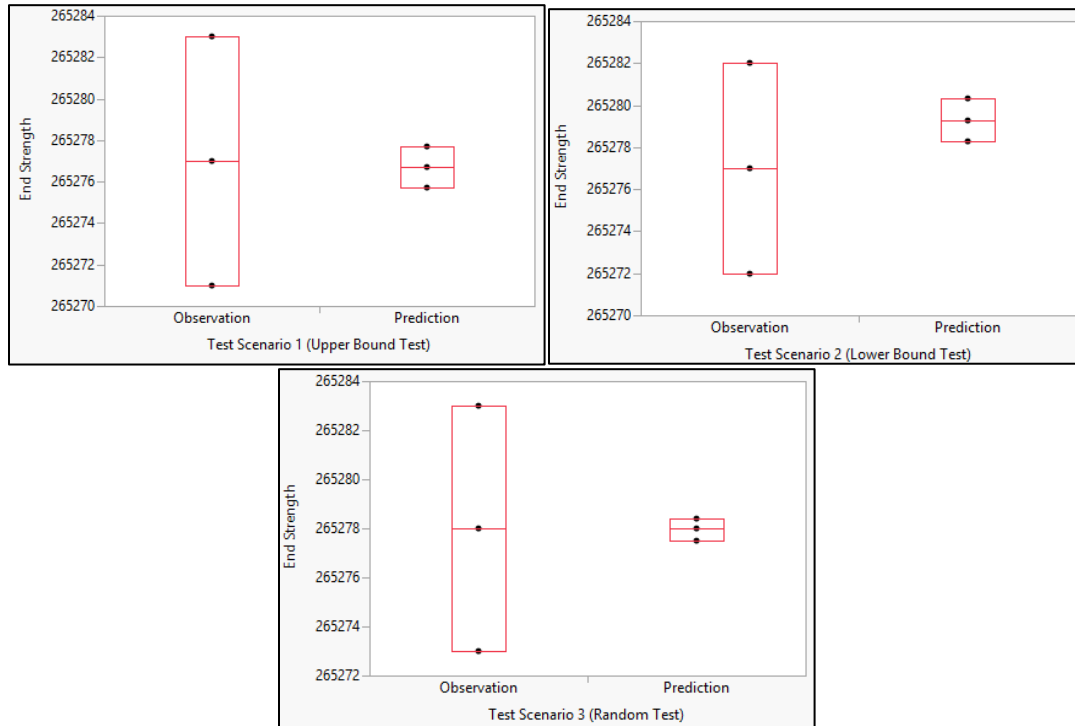 265284
265282
265280
265278
265276
265274
265272
265270
End Strength
Observation Prediction
Test Scenario 1 (Upper Bound Test)
265284
265282
265280
265278
265276
265274
265272
265270
End Strength
Observation Prediction
Test Scenario 2 (Lower Bound Test)
265284
265282
265280
265278
265276
265274
265272
End Strength
Observation Prediction
Test Scenario 3 (Random Test)